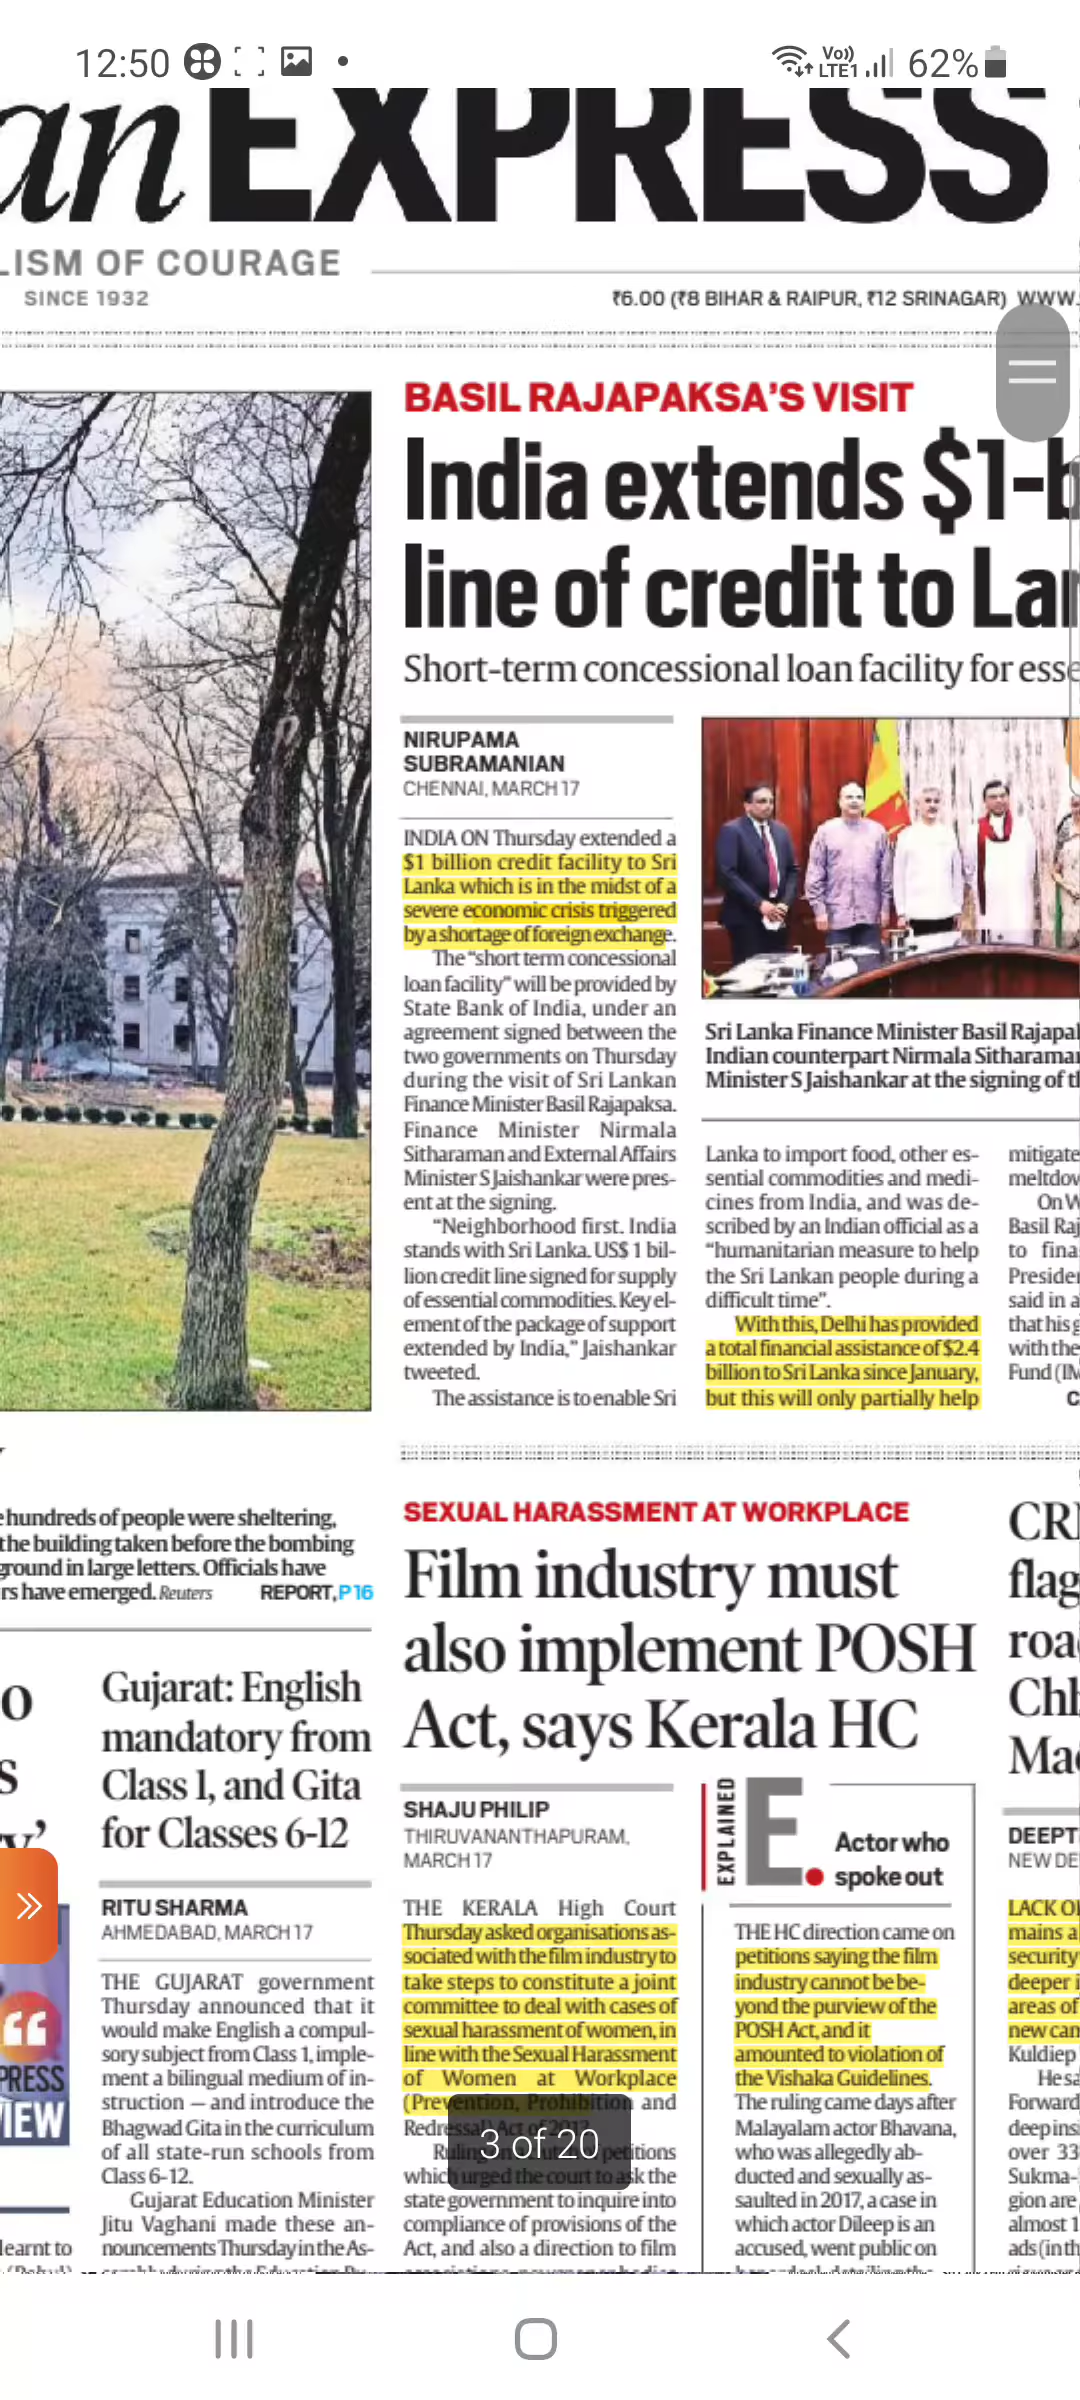 12:50
Vo)) LTE1 62%
an EXPRESS
LISM OF COURAGE
SINCE 1932
₹6.00 (₹8 BIHAR & RAIPUR, ₹12 SRINAGAR) WWW.
BASIL RAJAPAKSA'S VISIT
India extends $1-b
line of credit to Lan
Short-term concessional loan facility for esse
NIRUPAMA
SUBRAMANIAN
CHENNAI, MARCH 17
INDIA ON Thursday extended a
$1 billion credit facility to Sri
Lanka which is in the midst of a
severe economic crisis triggered
by a shortage of foreign exchange.
The "short term concessional
loan facility" will be provided by
State Bank of India, under an
agreement signed between the
two governments on Thursday
during the visit of Sri Lankan
Finance Minister Basil Rajapaksa.
Finance Minister Nirmala
Sitharaman and External Affairs
Minister S Jaishankar were pres-
ent at the signing.
"Neighborhood first. India
stands with Sri Lanka. US$ 1 bil-
lion credit line signed for supply
of essential commodities. Key el-
ement of the package of support
extended by India," Jaishankar
tweeted.
The assistance is to enable Sri
Sri Lanka Finance Minister Basil Rajapak
Indian counterpart Nirmala Sitharaman
Minister S Jaishankar at the signing of th
Lanka to import food, other es-
sential commodities and medi-
cines from India, and was de-
scribed by an Indian official as a
"humanitarian measure to help
the Sri Lankan people during a
difficult time".
With this, Delhi has provided
a total financial assistance of $2.4
billion to Sri Lanka since January,
but this will only partially help
mitigate
meltdow
On W
Basil Raj
to fina
Presider
said in a
that his g
with the
Fund (IM
C
e hundreds of people were sheltering,
the building taken before the bombing
ground in large letters. Officials have
rs have emerged. Reuters REPORT, P16
Gujarat: English
mandatory from
Class 1, and Gita
for Classes 6-12
RITU SHARMA
AHMEDABAD, MARCH 17
THE GUJARAT government
Thursday announced that it
would make English a compul-
sory subject from Class 1, imple-
ment a bilingual medium of in-
struction — and introduce the
Bhagwad Gita in the curriculum
of all state-run schools from
Class 6-12.
Gujarat Education Minister
Jitu Vaghani made these an-
nouncements Thursday in the As-
PRESS
IEW
learnt to
SEXUAL HARASSMENT AT WORKPLACE
Film industry must
also implement POSH
Act, says Kerala HC
SHAJU PHILIP
THIRUVANANTHAPURAM,
MARCH 17
THE KERALA High Court
Thursday asked organisations as-
sociated with the film industry to
take steps to constitute a joint
committee to deal with cases of
sexual harassment of women, in
line with the Sexual Harassment
of Women at Workplace
(Prevention, Prohibition and
Redressal) Act of 2013.
Ruling petitions
which urged the court to ask the
state government to inquire into
compliance of provisions of the
Act, and also a direction to film
3 of 20
EXPLAINED
E.
Actor who
spoke out
THE HC direction came on
petitions saying the film
industry cannot be be-
yond the purview of the
POSH Act, and it
amounted to violation of
the Vishaka Guidelines.
The ruling came days after
Malayalam actor Bhavana,
who was allegedly ab-
ducted and sexually as-
saulted in 2017, a case in
which actor Dileep is an
accused, went public on
CR
flag
roa
Chh
Mao
DEEPT
NEW DE
LACK O
mains a
security
deeper i
areas of
new can
Kuldiep
He sa
Forward
deep ins
over 33
Sukma-
gion are
almost 1
ads (in th